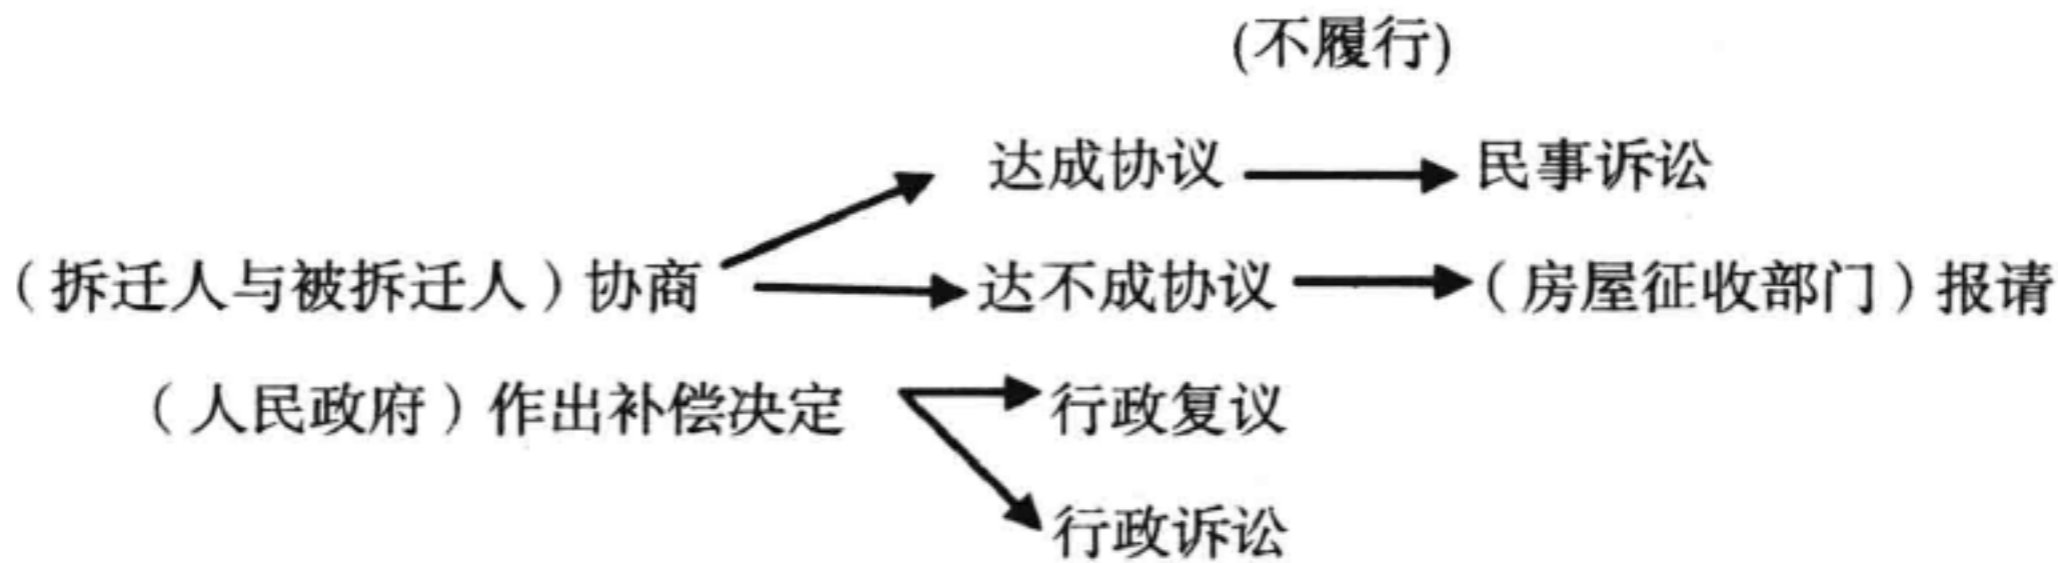 (不履行)
达成协议 民事诉讼
（拆迁人与被拆迁人）协商 达不成协议 （房屋征收部门）报请
（人民政府）作出补偿决定 行政复议
行政诉讼